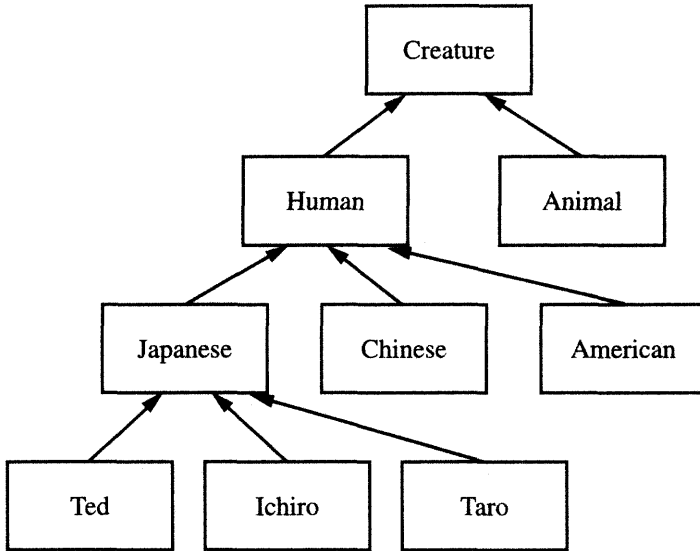 Creature
Human
Animal
Japanese
Chinese
American
Ted
Ichiro
Taro